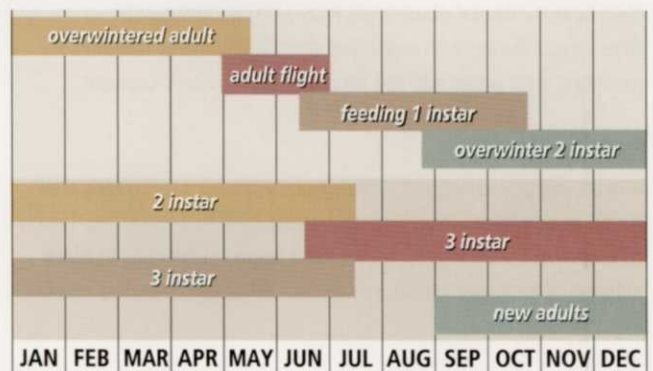 overwintered adult
adult flight
feeding 1 instar
overwinter 2 instar
2 instar
3 instar
3 instar
new adults
JAN FEB MAR APR MAY JUN JUL AUG SEP OCT NOV DEC